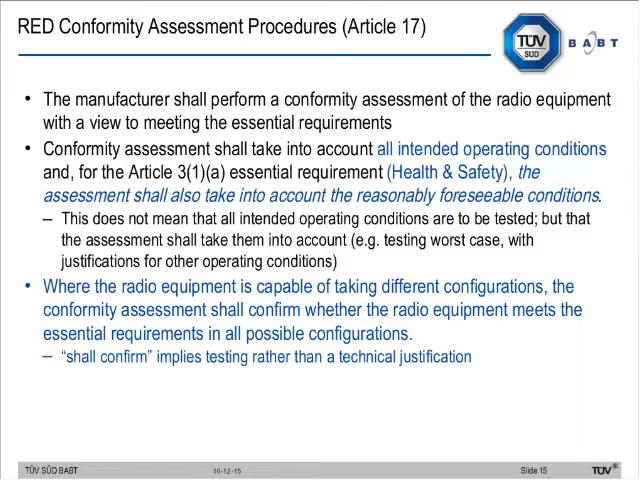 RED Conformity Assessment Procedures (Article 17)
TÜV
SÜD
BABT
• The manufacturer shall perform a conformity assessment of the radio equipment
with a view to meeting the essential requirements
• Conformity assessment shall take into account all intended operating conditions
and, for the Article 3(1)(a) essential requirement (Health & Safety), the
assessment shall also take into account the reasonably foreseeable conditions.
– This does not mean that all intended operating conditions are to be tested; but that
the assessment shall take them into account (e.g. testing worst case, with
justifications for other operating conditions)
• Where the radio equipment is capable of taking different configurations, the
conformity assessment shall confirm whether the radio equipment meets the
essential requirements in all possible configurations.
– “shall confirm” implies testing rather than a technical justification
TÜV SÜD BABT 10-12-15 Slide 15 TÜV®